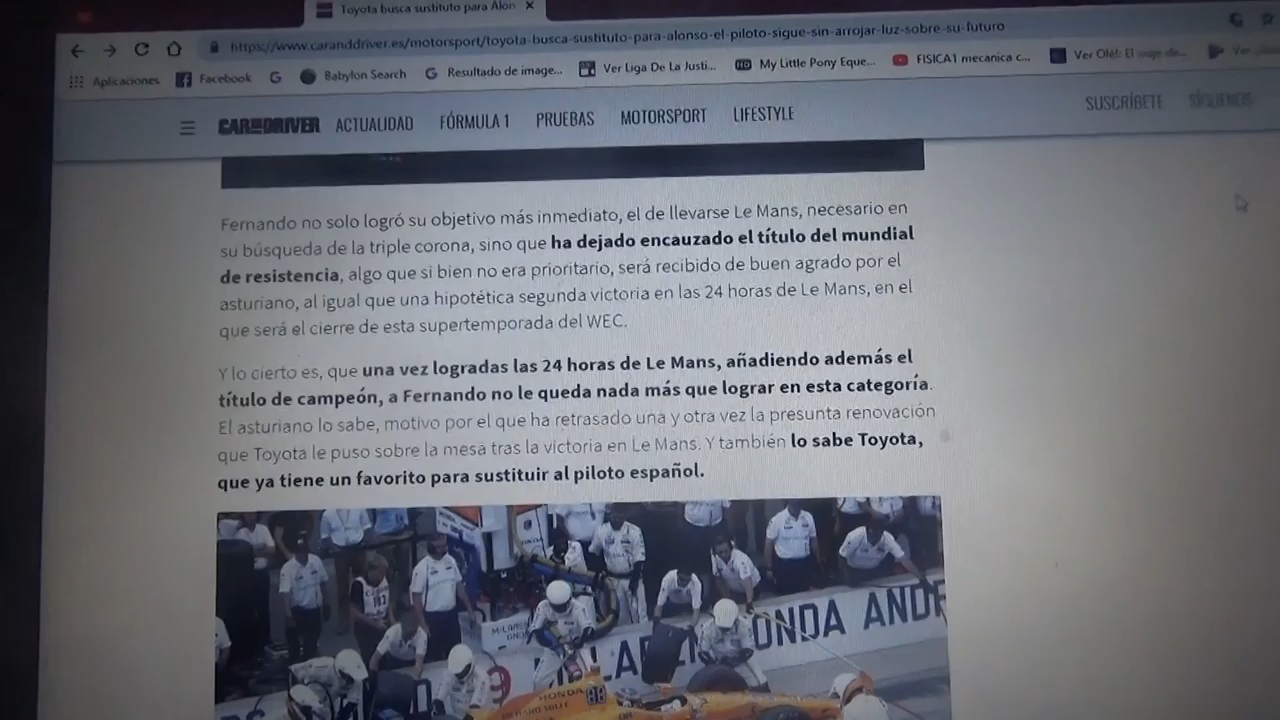 Toyota busca sustituto para Alon
https://www.caranddriver.es/motorsport/toyota-busca-sustituto-para-alonso-el-piloto-sigue-sin-arrojar-luz-sobre-su-futuro
Aplicaciones Facebook Babylon Search Resultado de image... Ver Liga De La Justi... My Little Pony Eque... FISICA1 mecanica c... Ver
CAR AND DRIVER ACTUALIDAD FÓRMULA 1 PRUEBAS MOTORSPORT LIFESTYLE SUSCRÍBETE SÍGUENOS
Fernando no solo logró su objetivo más inmediato, el de llevarse Le Mans, necesario en
su búsqueda de la triple corona, sino que ha dejado encauzado el título del mundial
de resistencia, algo que si bien no era prioritario, será recibido de buen agrado por el
asturiano, al igual que una hipotética segunda victoria en las 24 horas de Le Mans, en el
que será el cierre de esta supertemporada del WEC.
Y lo cierto es, que una vez logradas las 24 horas de Le Mans, añadiendo además el
título de campeón, a Fernando no le queda nada más que lograr en esta categoría.
El asturiano lo sabe, motivo por el que ha retrasado una y otra vez la presunta renovación
que Toyota le puso sobre la mesa tras la victoria en Le Mans. Y también lo sabe Toyota,
que ya tiene un favorito para sustituir al piloto español.
ONDA ANDR
HONDA